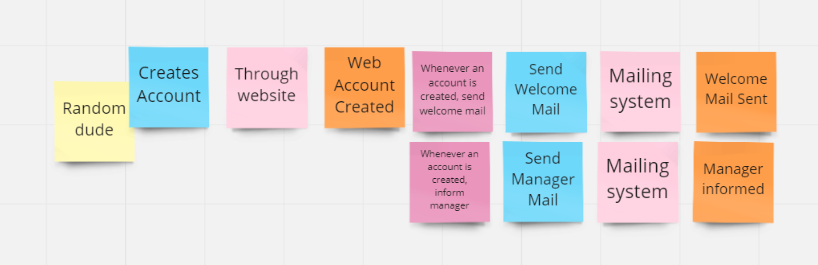 Random
dude
Creates
Account
Through
website
Web
Account
Created
Whenever an
account is
created, send
welcome mail
Send
Welcome
Mail
Mailing
system
Welcome
Mail Sent
Whenever an
account is
created,
inform
manager
Send
Manager
Mail
Mailing
system
Manager
informed